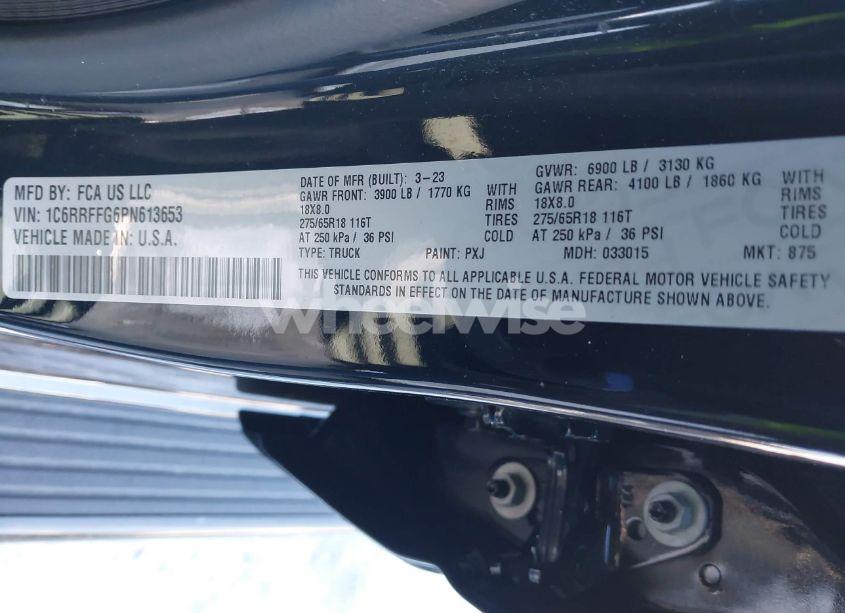 MFD BY: FCA US LLC
VIN: 1C6RRFFG6PN613653
VEHICLE MADE IN: U.S.A.
DATE OF MFR (BUILT): 3-23
GAWR FRONT: 3900 LB / 1770 KG WITH
18X8.0 RIMS
275/65R18 116T
AT 250 kPa / 36 PSI COLD
GVWR: 6900 LB / 3130 KG
GAWR REAR: 4100 LB / 1860 KG WITH
18X8.0 RIMS
275/65R18 116T
AT 250 kPa / 36 PSI COLD
TYPE: TRUCK PAINT: PXJ MDH: 033015 MKT: 875
THIS VEHICLE CONFORMS TO ALL APPLICABLE U.S.A. FEDERAL MOTOR VEHICLE SAFETY
STANDARDS IN EFFECT ON THE DATE OF MANUFACTURE SHOWN ABOVE.
wheelwise